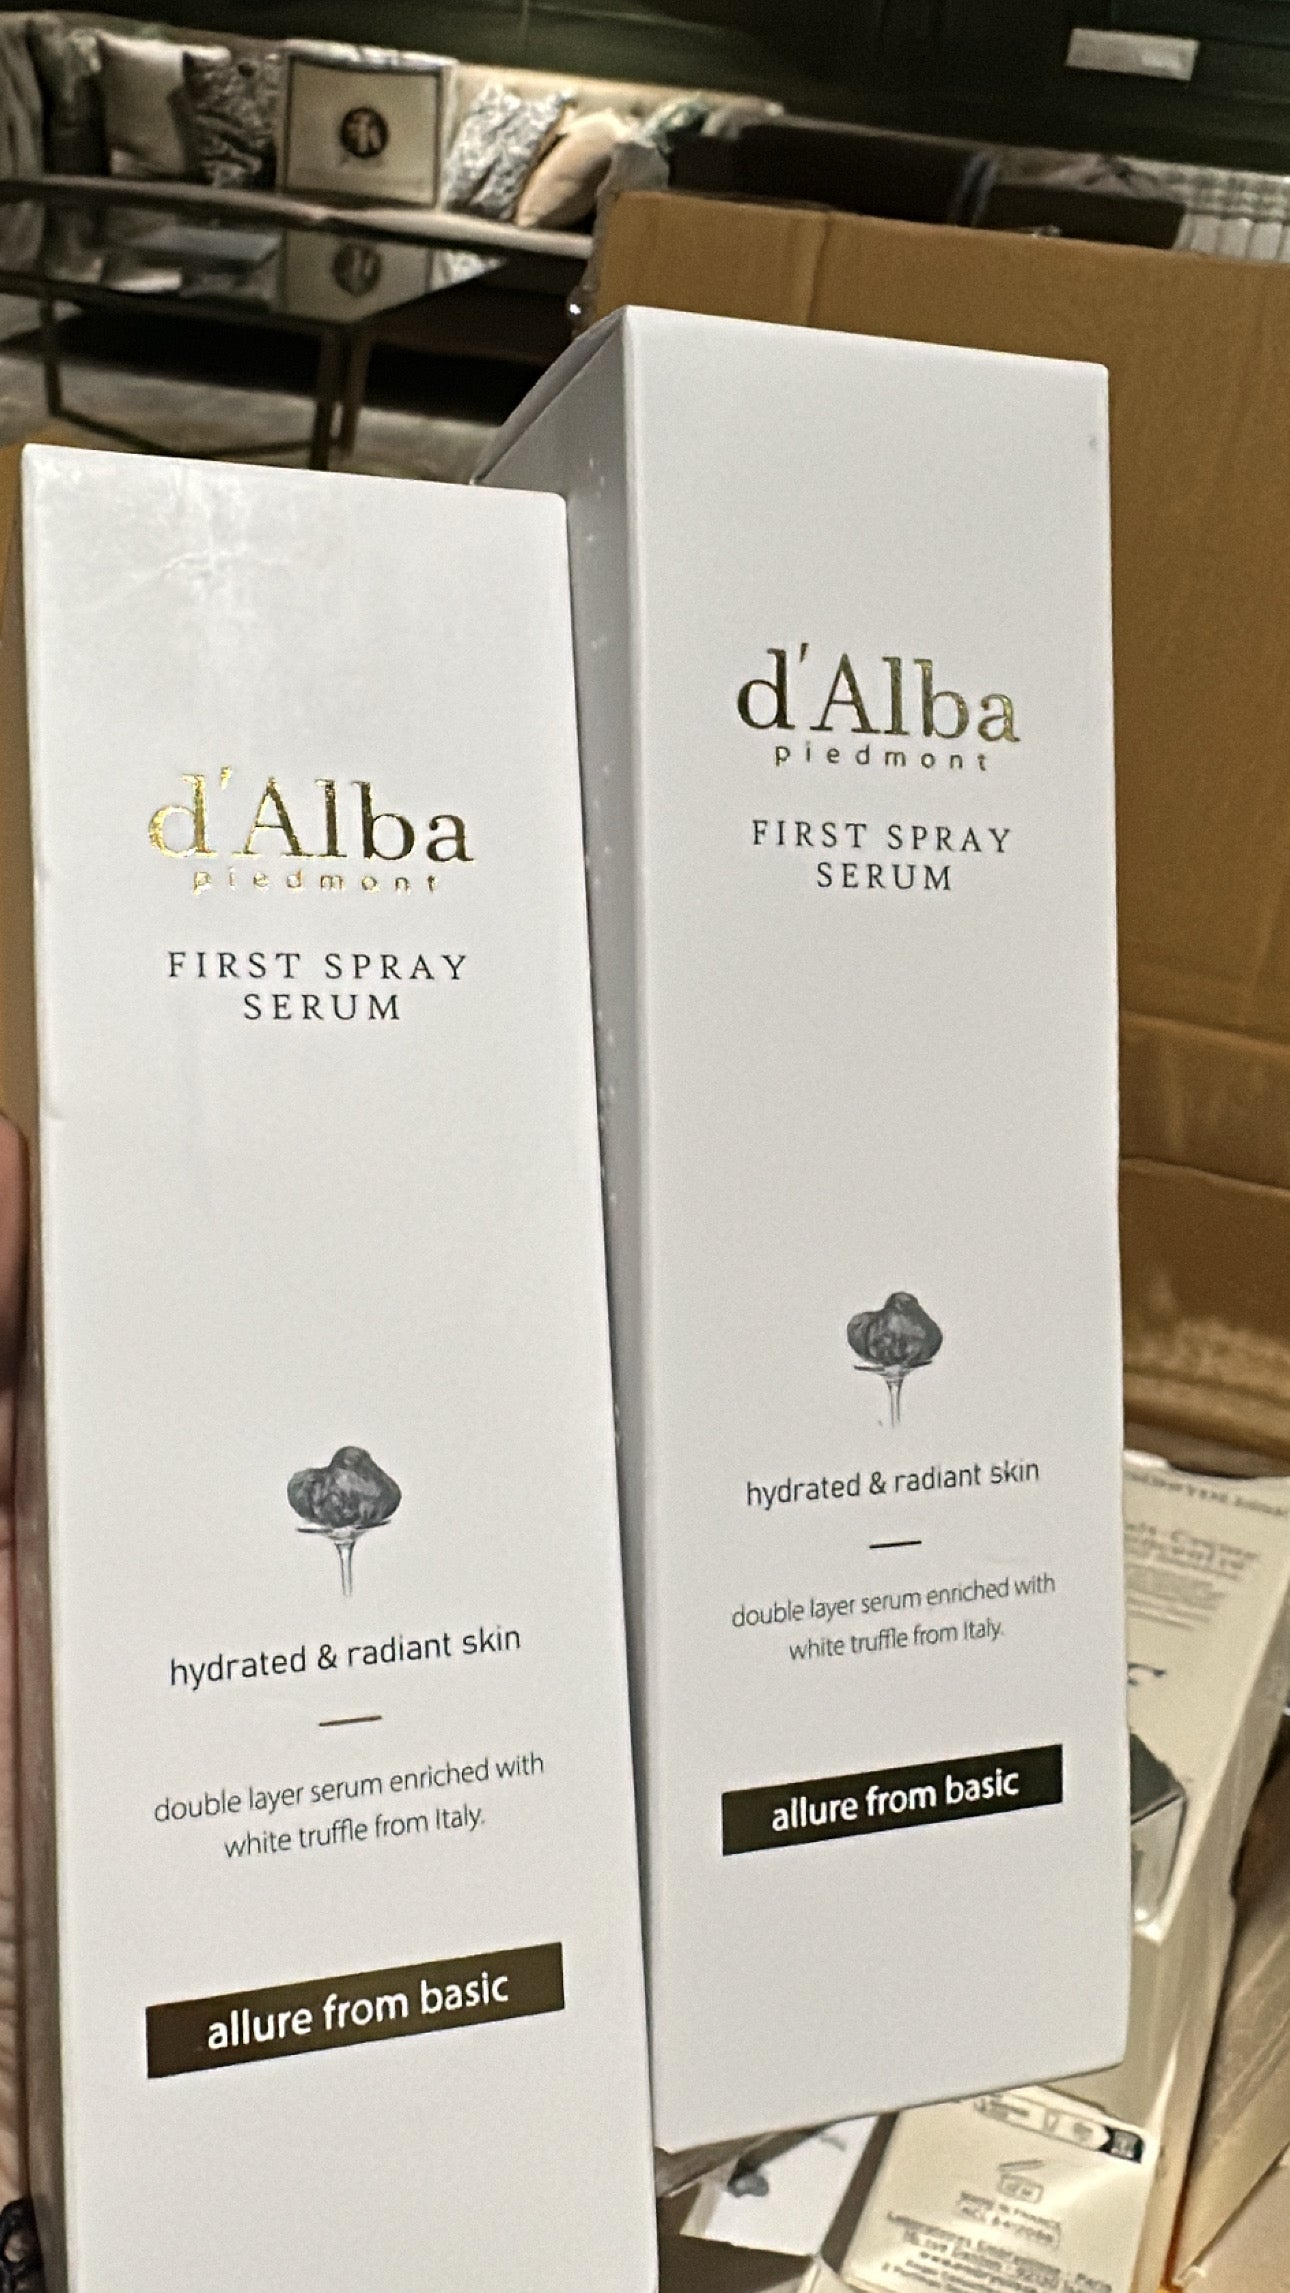 d'Alba
piedmont
FIRST SPRAY
SERUM
hydrated & radiant skin
double layer serum enriched with
white truffle from Italy.
allure from basic
d'Alba
piedmont
FIRST SPRAY
SERUM
hydrated & radiant skin
double layer serum enriched with
white truffle from Italy.
allure from basic